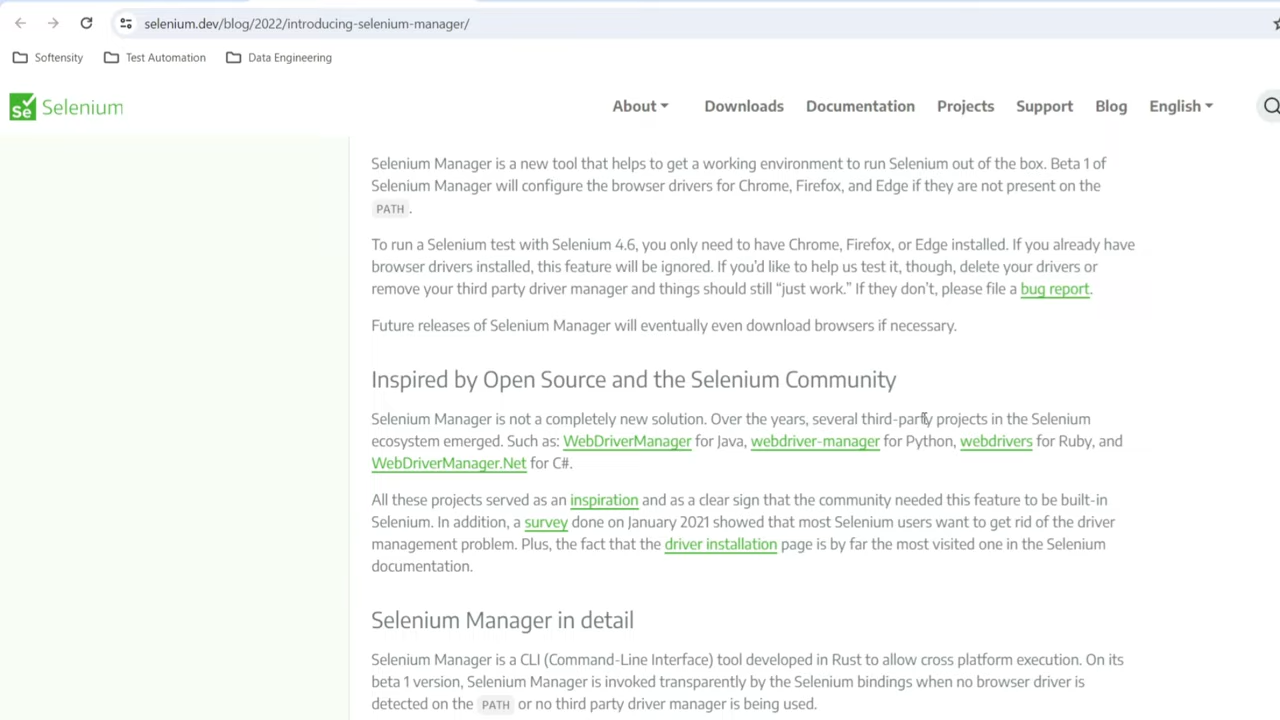 selenium.dev/blog/2022/introducing-selenium-manager/
Softensity Test Automation Data Engineering
Se Selenium About Downloads Documentation Projects Support Blog English
Selenium Manager is a new tool that helps to get a working environment to run Selenium out of the box. Beta 1 of
Selenium Manager will configure the browser drivers for Chrome, Firefox, and Edge if they are not present on the
PATH .
To run a Selenium test with Selenium 4.6, you only need to have Chrome, Firefox, or Edge installed. If you already have
browser drivers installed, this feature will be ignored. If you’d like to help us test it, though, delete your drivers or
remove your third party driver manager and things should still “just work.” If they don’t, please file a bug report.
Future releases of Selenium Manager will eventually even download browsers if necessary.
Inspired by Open Source and the Selenium Community
Selenium Manager is not a completely new solution. Over the years, several third-party projects in the Selenium
ecosystem emerged. Such as: WebDriverManager for Java, webdriver-manager for Python, webdrivers for Ruby, and
WebDriverManager.Net for C#.
All these projects served as an inspiration and as a clear sign that the community needed this feature to be built-in
Selenium. In addition, a survey done on January 2021 showed that most Selenium users want to get rid of the driver
management problem. Plus, the fact that the driver installation page is by far the most visited one in the Selenium
documentation.
Selenium Manager in detail
Selenium Manager is a CLI (Command-Line Interface) tool developed in Rust to allow cross platform execution. On its
beta 1 version, Selenium Manager is invoked transparently by the Selenium bindings when no browser driver is
detected on the PATH or no third party driver manager is being used.